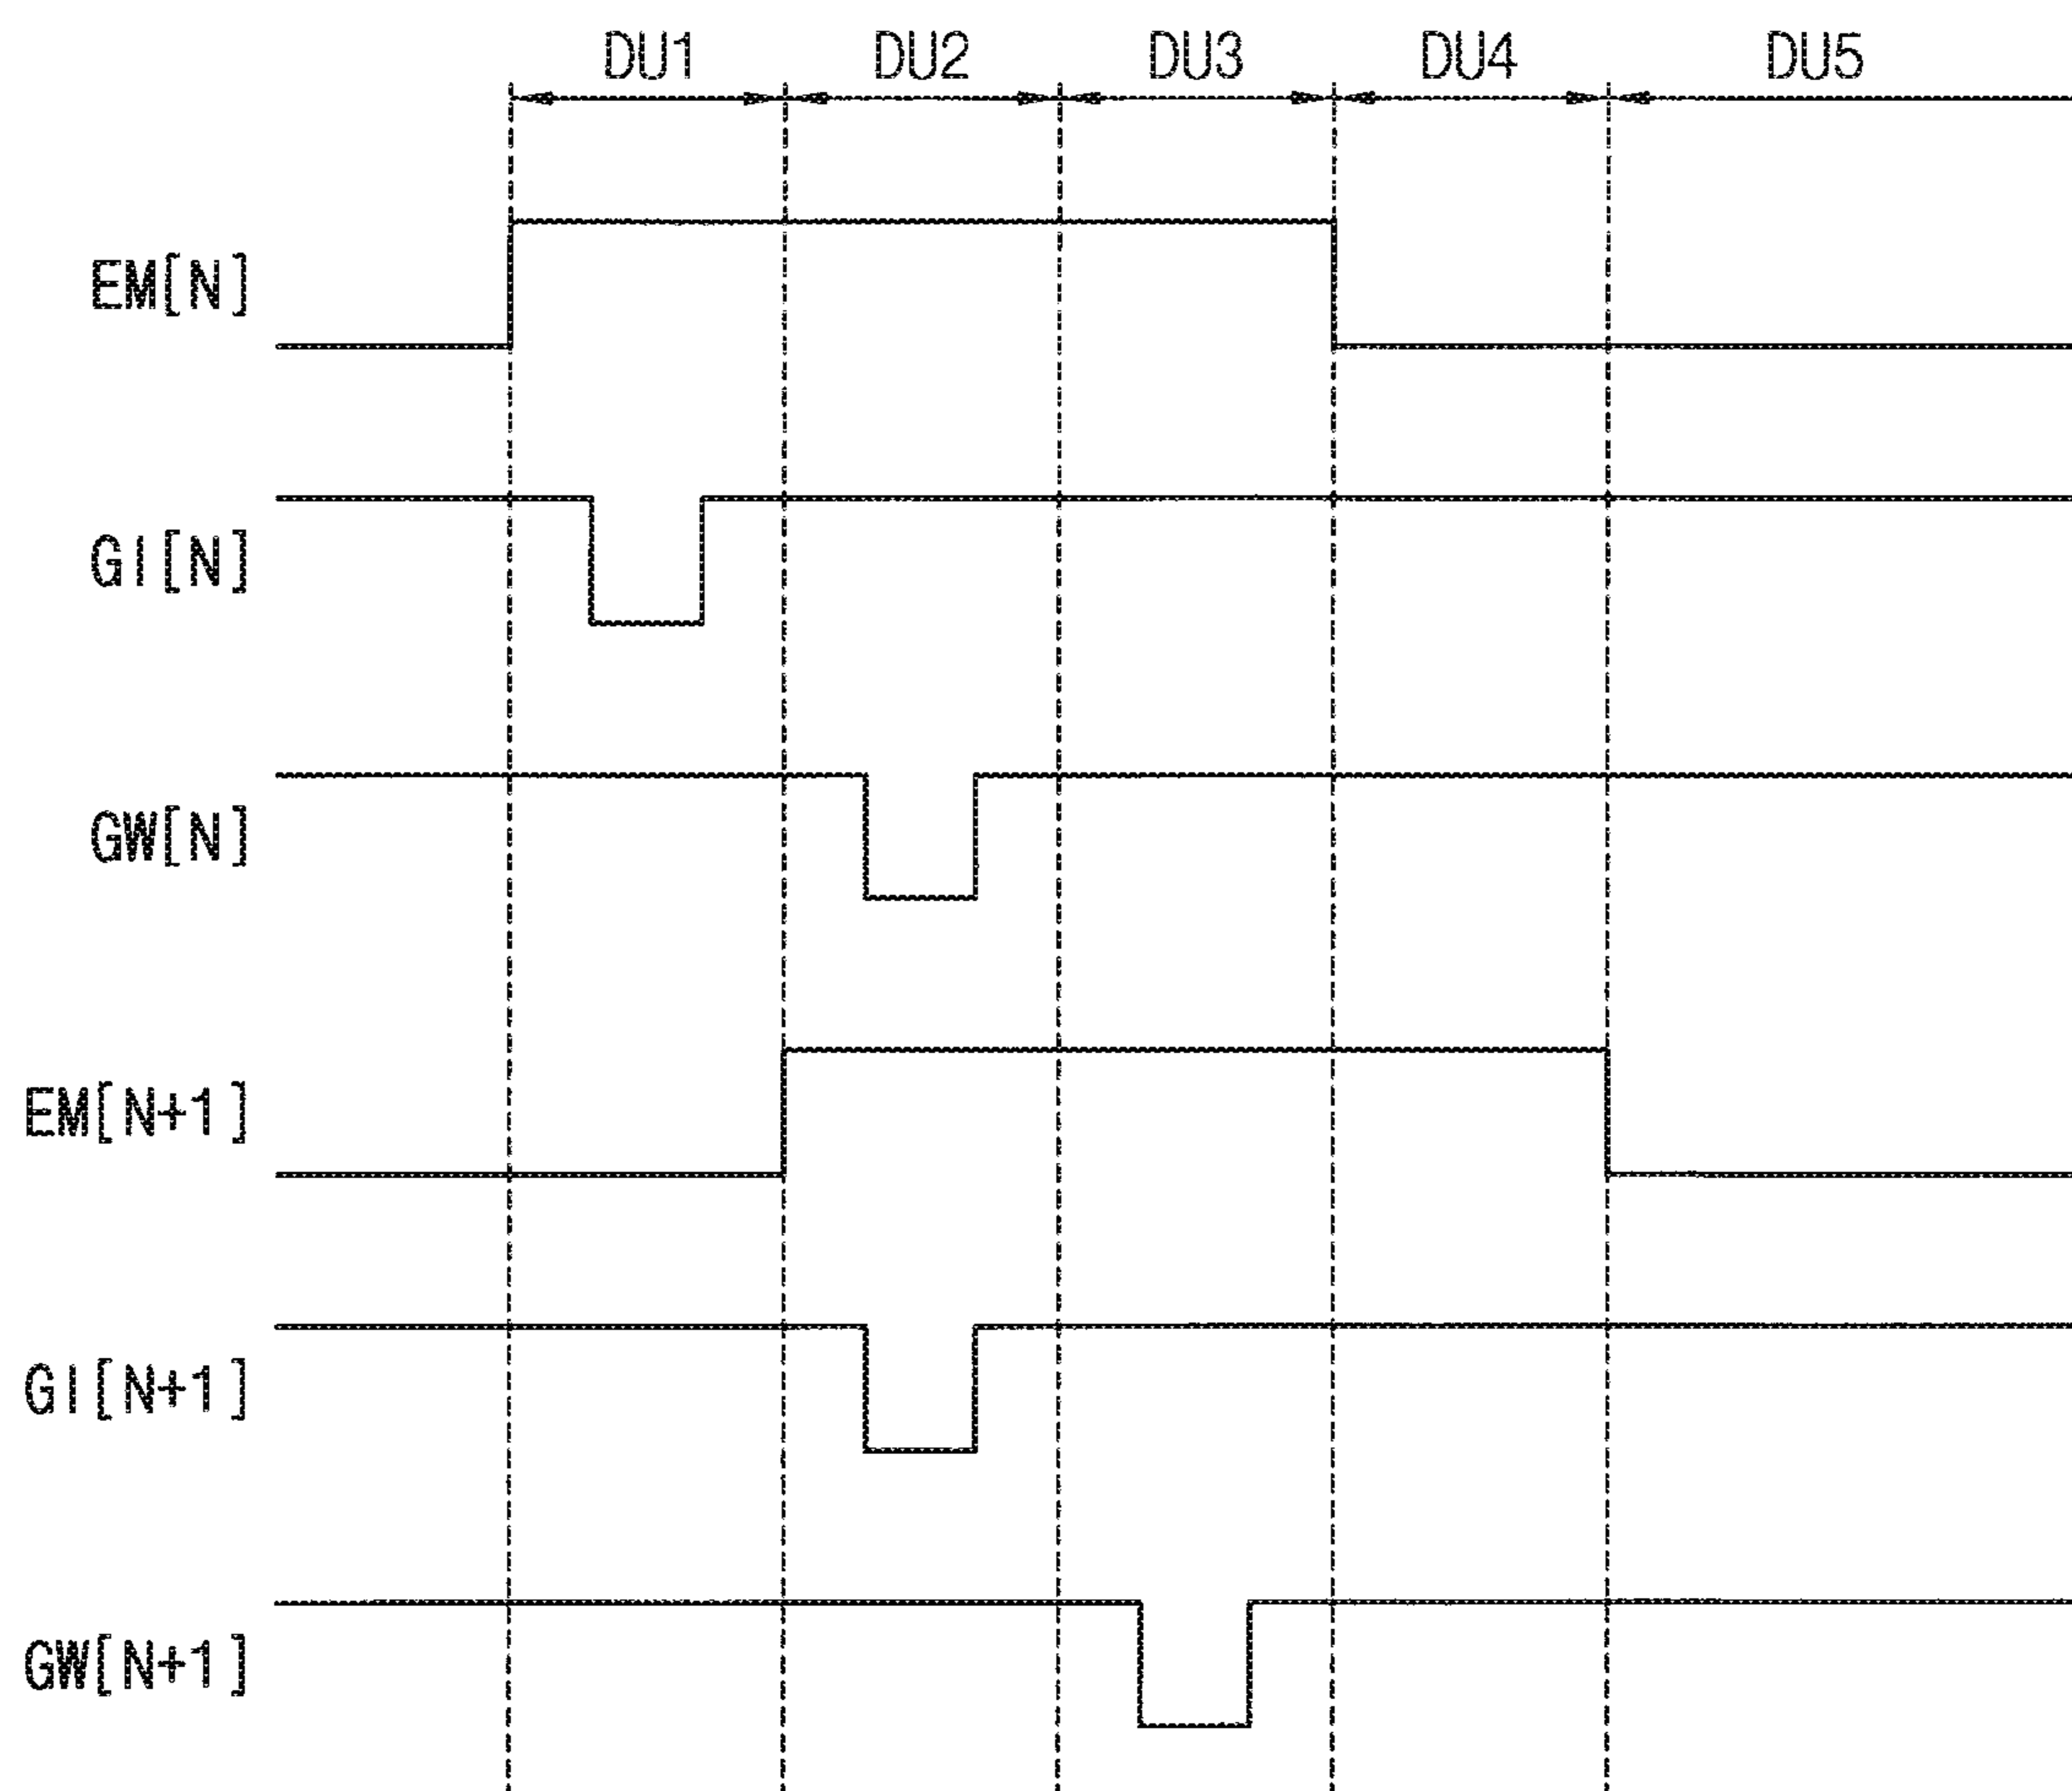 DU1 DU2 DU3 DU4 DU5
EM[N]
GI[N]
GW[N]
EM[N+1]
GI[N+1]
GW[N+1]